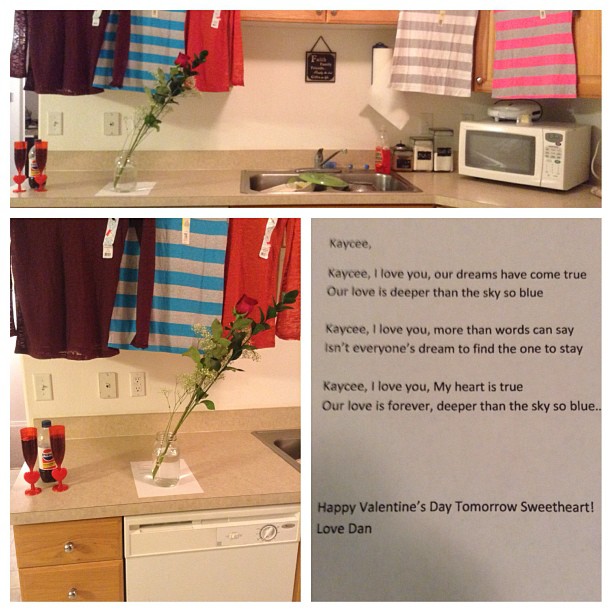 Faith
Family
Kaycee,
Kaycee, I love you, our dreams have come true
Our love is deeper than the sky so blue
Kaycee, I love you, more than words can say
Isn't everyone's dream to find the one to stay
Kaycee, I love you, My heart is true
Our love is forever, deeper than the sky so blue..
Happy Valentine's Day Tomorrow Sweetheart!
Love Dan